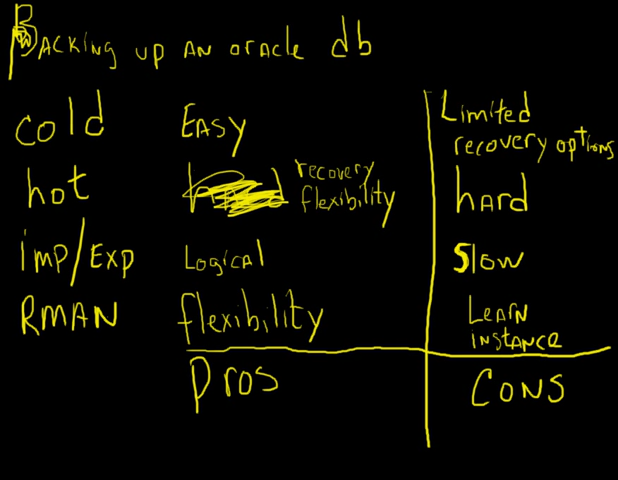 Backing up an oracle db
cold Easy Limited recovery options
hot recovery flexibility hard
imp/Exp Logical Slow
RMAN flexibility Learn instance
Pros Cons